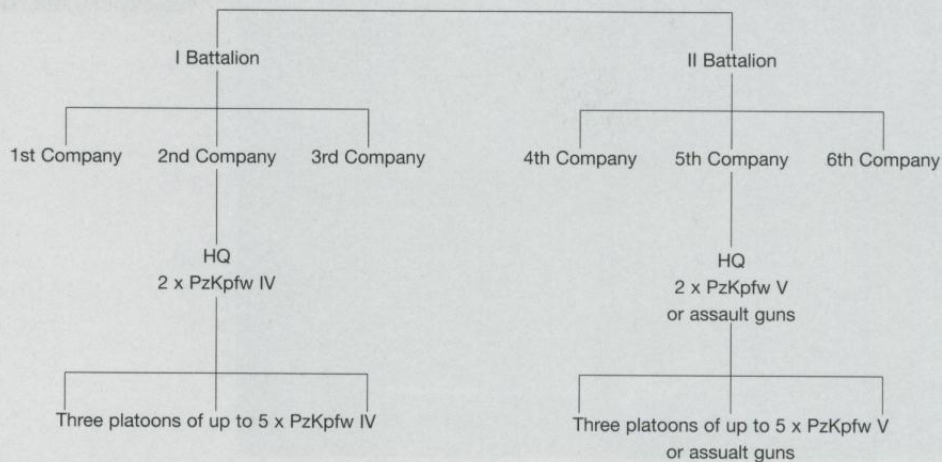 I Battalion
II Battalion
1st Company
2nd Company
3rd Company
4th Company
5th Company
6th Company
HQ
2 x PzKpfw IV
HQ
2 x PzKpfw V
or assault guns
Three platoons of up to 5 x PzKpfw IV
Three platoons of up to 5 x PzKpfw V
or assualt guns